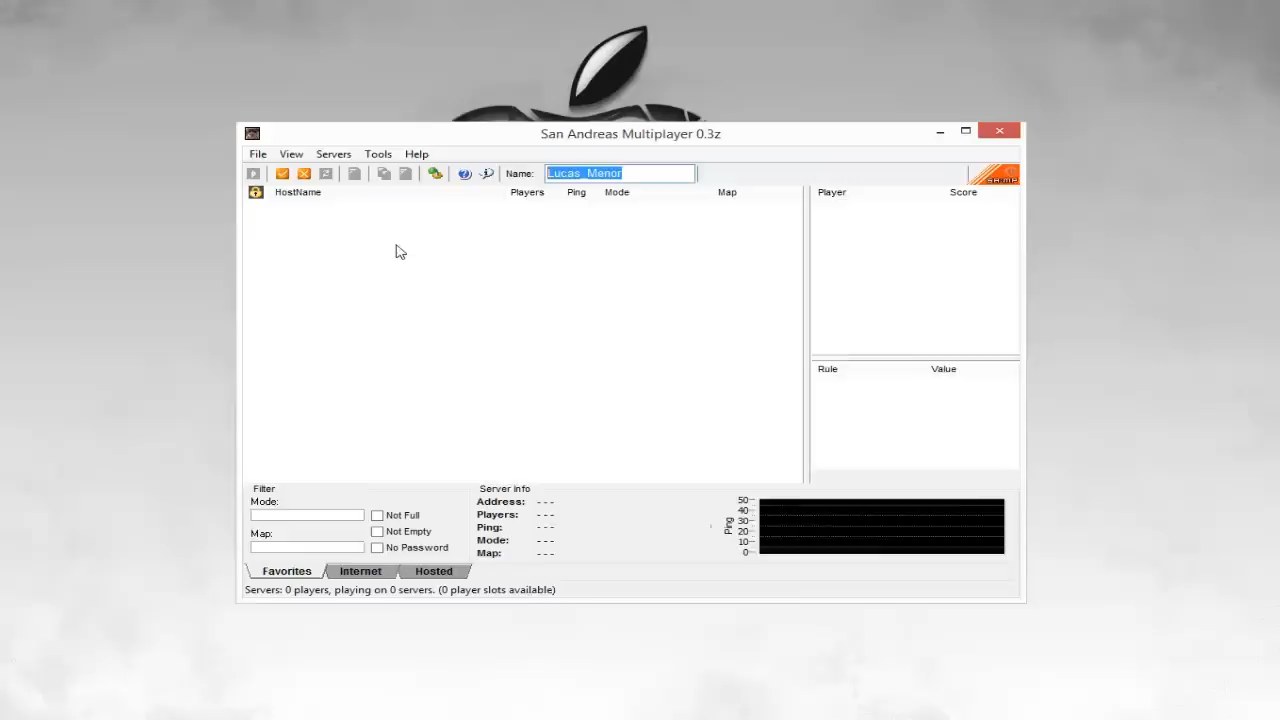 San Andreas Multiplayer 0.3z
File View Servers Tools Help
Name: Lucas_Menor
sa:mp
HostName Players Ping Mode Map Player Score
Rule Value
Filter
Mode:
Map:
Not Full
Not Empty
No Password
Server Info
Address: - - -
Players: - - -
Ping: - - -
Mode: - - -
Map: - - -
Ping
50
40
30
20
10
0
Favorites Internet Hosted
Servers: 0 players, playing on 0 servers. (0 player slots available)